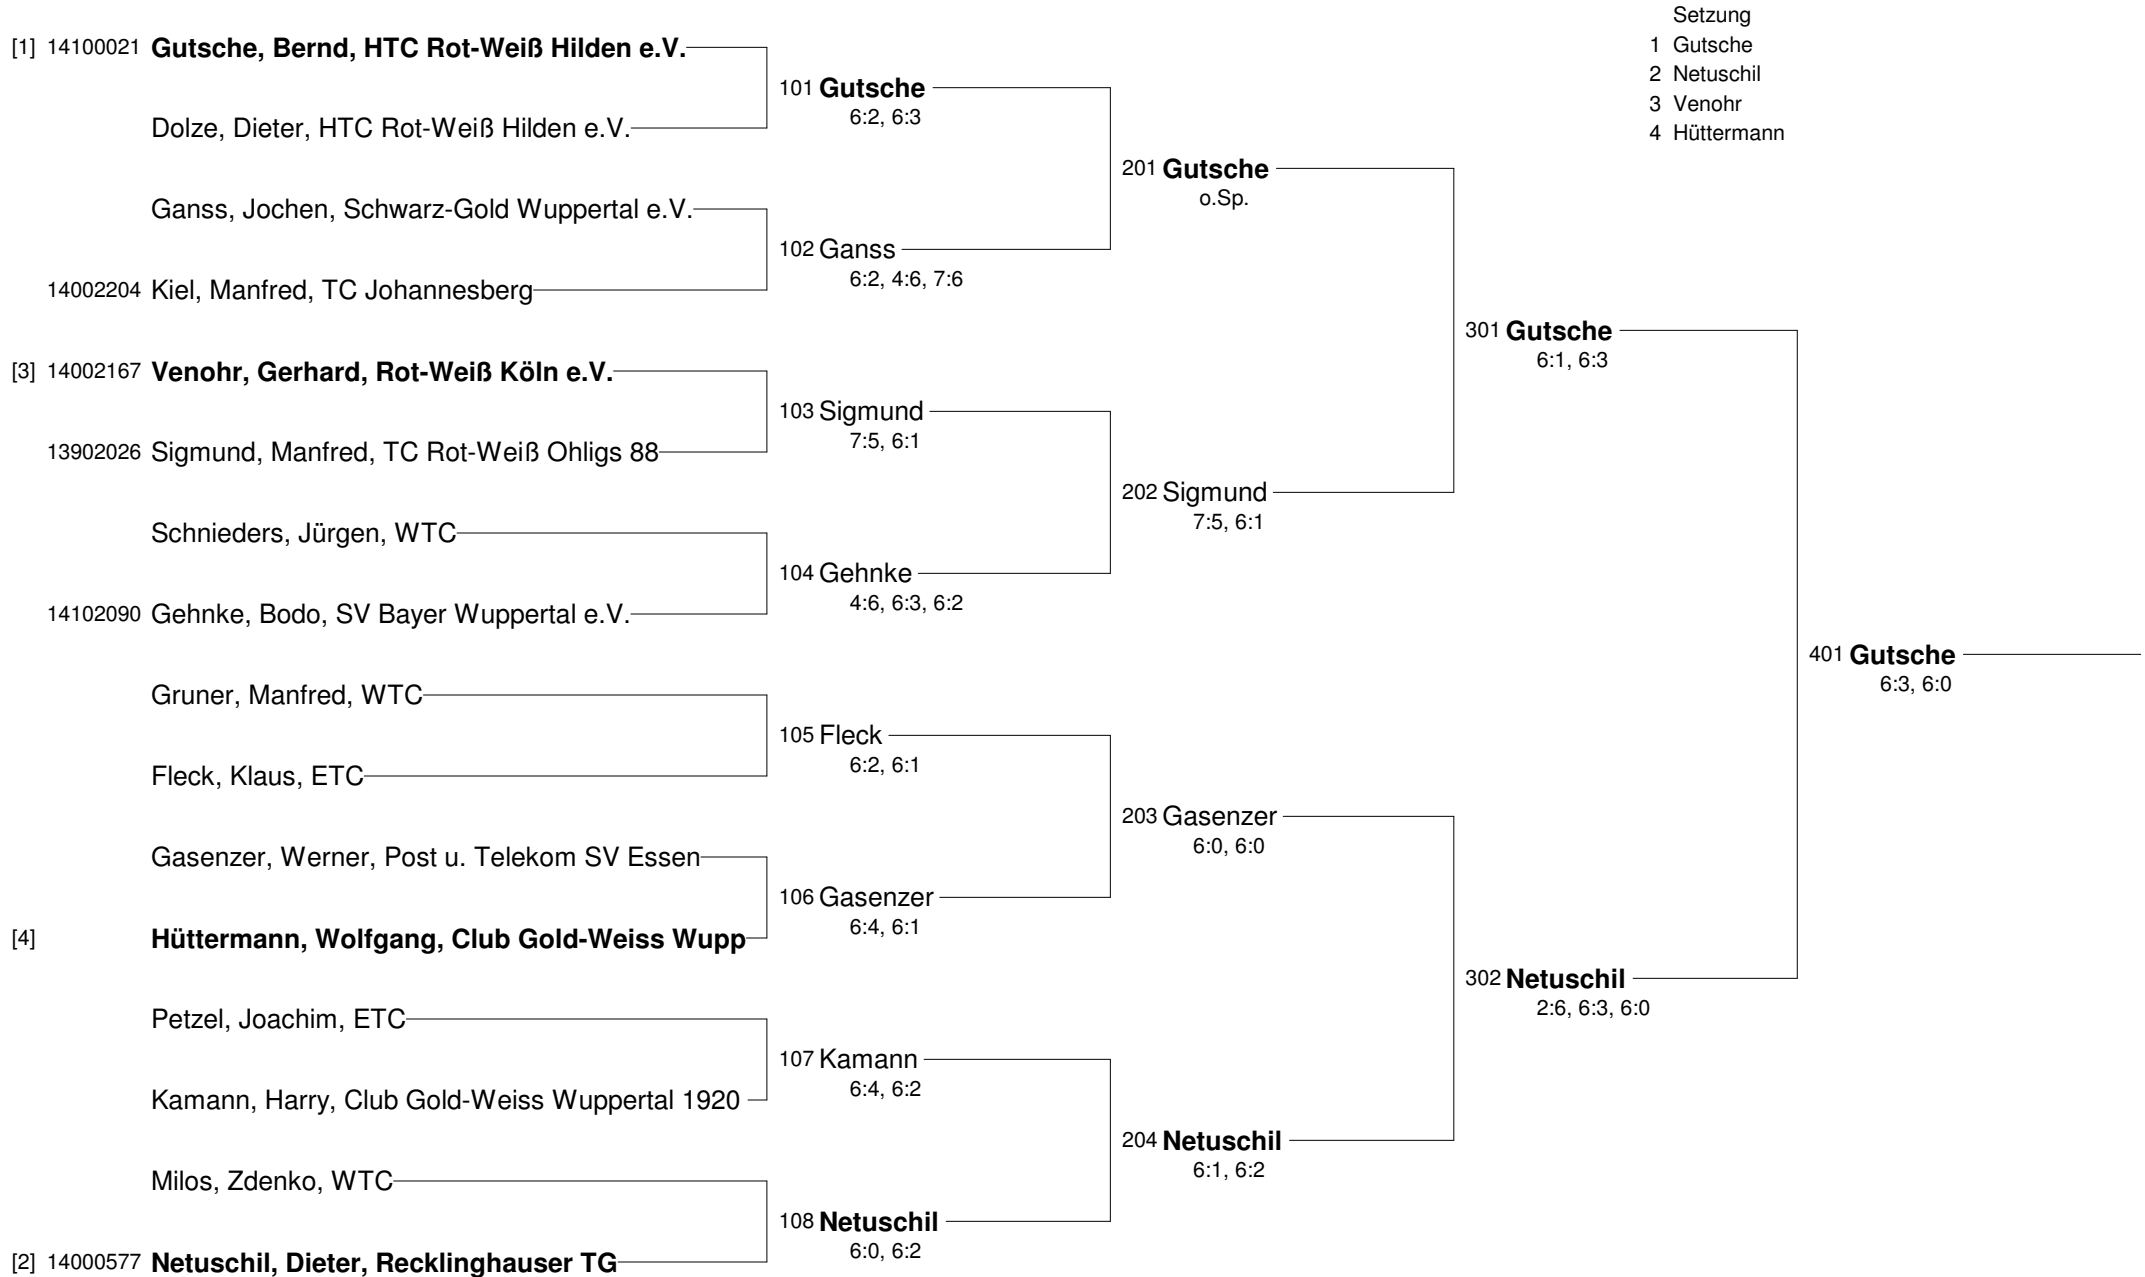 Setzung
1 Gutsche
2 Netuschil
3 Venohr
4 Hüttermann
[1] 14100021 Gutsche, Bernd, HTC Rot-Weiß Hilden e.V.
101 Gutsche
6:2, 6:3
Dolze, Dieter, HTC Rot-Weiß Hilden e.V.
201 Gutsche
o.Sp.
Ganss, Jochen, Schwarz-Gold Wuppertal e.V.
102 Ganss
6:2, 4:6, 7:6
14002204 Kiel, Manfred, TC Johannesberg
301 Gutsche
6:1, 6:3
[3] 14002167 Venohr, Gerhard, Rot-Weiß Köln e.V.
103 Sigmund
7:5, 6:1
13902026 Sigmund, Manfred, TC Rot-Weiß Ohligs 88
202 Sigmund
7:5, 6:1
Schnieders, Jürgen, WTC
104 Gehnke
4:6, 6:3, 6:2
14102090 Gehnke, Bodo, SV Bayer Wuppertal e.V.
401 Gutsche
6:3, 6:0
Gruner, Manfred, WTC
105 Fleck
6:2, 6:1
Fleck, Klaus, ETC
203 Gasenzer
6:0, 6:0
Gasenzer, Werner, Post u. Telekom SV Essen
106 Gasenzer
6:4, 6:1
[4] Hüttermann, Wolfgang, Club Gold-Weiss Wupp
302 Netuschil
2:6, 6:3, 6:0
Petzel, Joachim, ETC
107 Kamann
6:4, 6:2
Kamann, Harry, Club Gold-Weiss Wuppertal 1920
204 Netuschil
6:1, 6:2
Milos, Zdenko, WTC
108 Netuschil
6:0, 6:2
[2] 14000577 Netuschil, Dieter, Recklinghauser TG